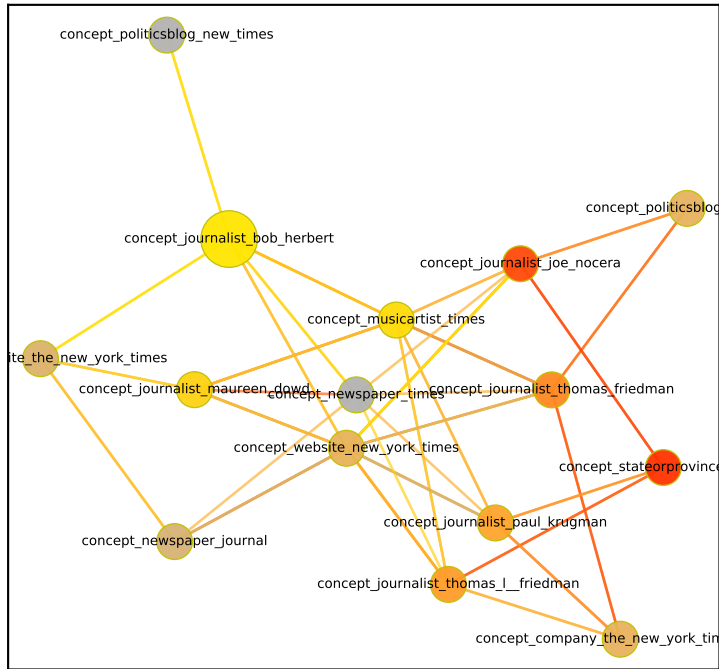 concept_politicsblog_new_times
concept_politicsblog
concept_journalist_bob_herbert
concept_journalist_joe_nocera
concept_musicartist_times
ite_the_new_york_times
concept_journalist_maureen_dowd
concept_newspaper_times
concept_journalist_thomas_friedman
concept_website_new_york_times
concept_stateorprovince
concept_journalist_paul_krugman
concept_newspaper_journal
concept_journalist_thomas_l__friedman
concept_company_the_new_york_tim